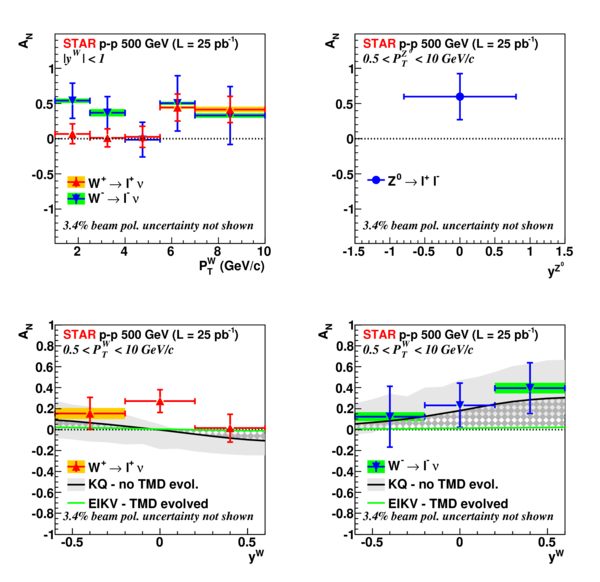 A_N
STAR p-p 500 GeV (L = 25 pb⁻¹)
|y^W| < 1
1
0.5
0
-0.5
-1
W⁺ → l⁺ ν
W⁻ → l⁻ ν
3.4% beam pol. uncertainty not shown
2 4 6 8 10
P_T^W (GeV/c)
A_N
STAR p-p 500 GeV (L = 25 pb⁻¹)
0.5 < P_T^Z⁰ < 10 GeV/c
1
0.5
0
-0.5
-1
Z⁰ → l⁺ l⁻
3.4% beam pol. uncertainty not shown
-1.5 -1 -0.5 0 0.5 1 1.5
y^Z⁰
A_N
STAR p-p 500 GeV (L = 25 pb⁻¹)
0.5 < P_T^W < 10 GeV/c
1
0.8
0.6
0.4
0.2
0
-0.2
-0.4
-0.6
-0.8
-1
W⁺ → l⁺ ν
KQ - no TMD evol.
EIKV - TMD evolved
3.4% beam pol. uncertainty not shown
-0.5 0 0.5
y^W
A_N
STAR p-p 500 GeV (L = 25 pb⁻¹)
0.5 < P_T^W < 10 GeV/c
1
0.8
0.6
0.4
0.2
0
-0.2
-0.4
-0.6
-0.8
-1
W⁻ → l⁻ ν
KQ - no TMD evol.
EIKV - TMD evolved
3.4% beam pol. uncertainty not shown
-0.5 0 0.5
y^W